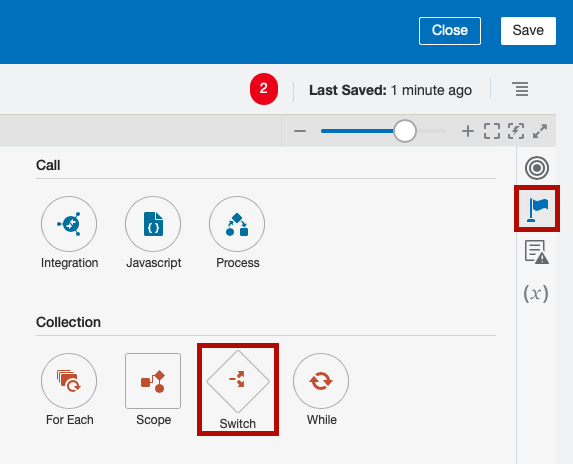 Close Save
2 Last Saved: 1 minute ago
Call
Integration Javascript Process
(x)
Collection
For Each Scope Switch While